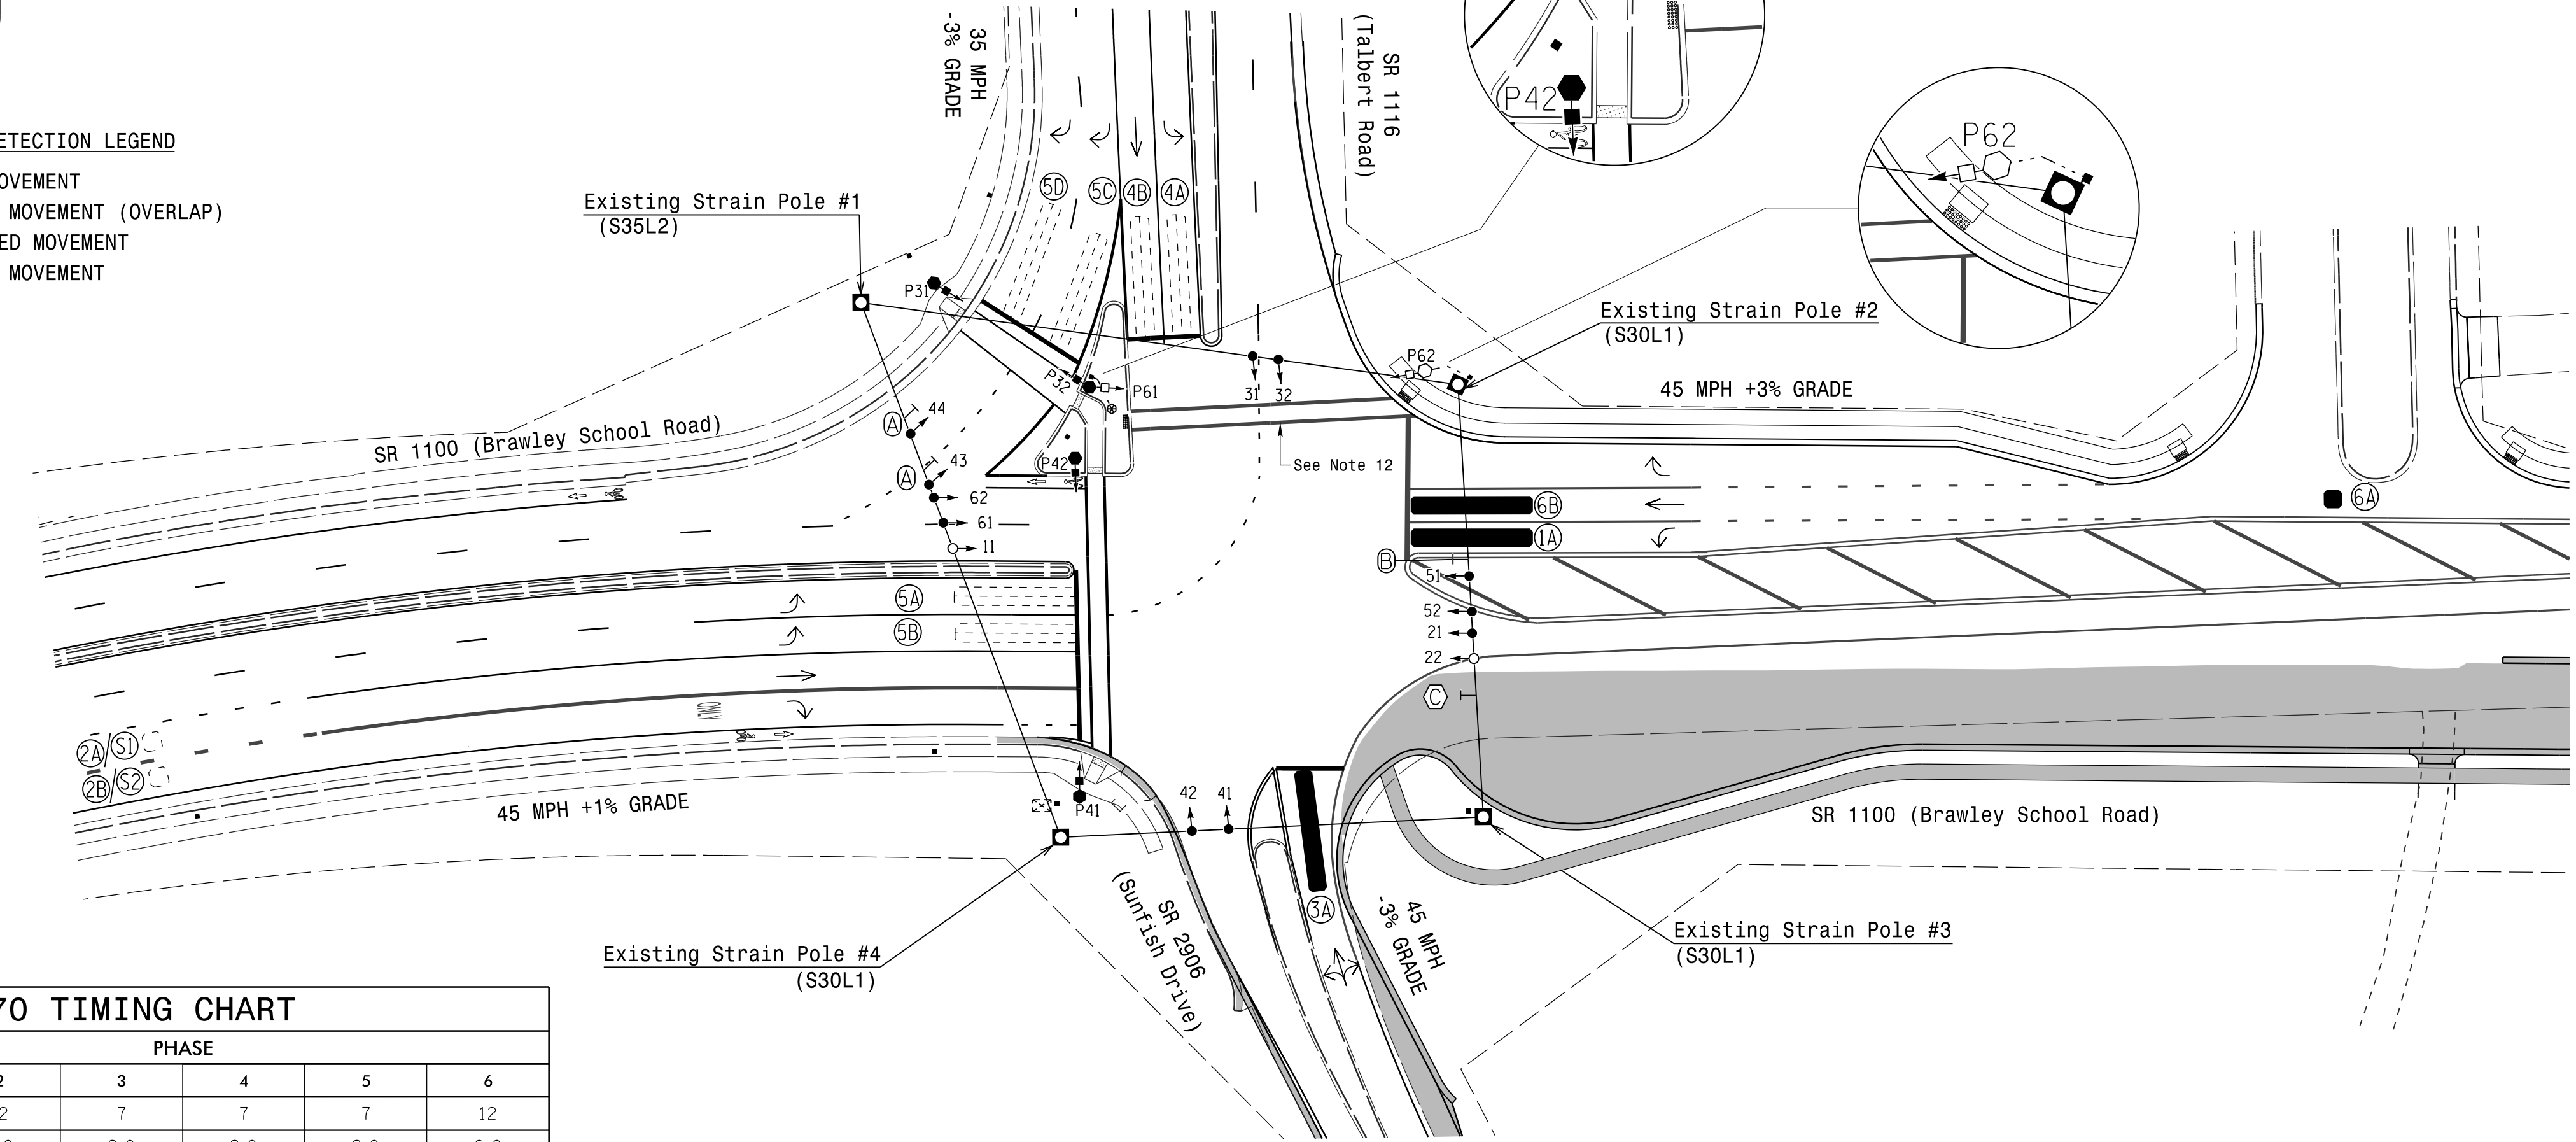 35 MPH
-3% GRADE
SR 1116
(Talbert Road)
P42
P62
ETECTION LEGEND
OVEMENT
MOVEMENT (OVERLAP)
ED MOVEMENT
MOVEMENT
Existing Strain Pole #1
(S35L2)
5D
5C
4B
4A
P31
P32
P61
P42
31
32
P62
See Note 12
Existing Strain Pole #2
(S30L1)
45 MPH +3% GRADE
SR 1100 (Brawley School Road)
A
44
A
43
62
61
11
6B
1A
6A
B
51
52
21
22
C
5A
5B
ONLY
2A/S1
2B/S2
45 MPH +1% GRADE
P41
42
41
3A
SR 1100 (Brawley School Road)
SR 2906
(Sunfish Drive)
45 MPH
-3% GRADE
Existing Strain Pole #3
(S30L1)
Existing Strain Pole #4
(S30L1)
70 TIMING CHART
PHASE
2 3 4 5 6
2 7 7 7 12